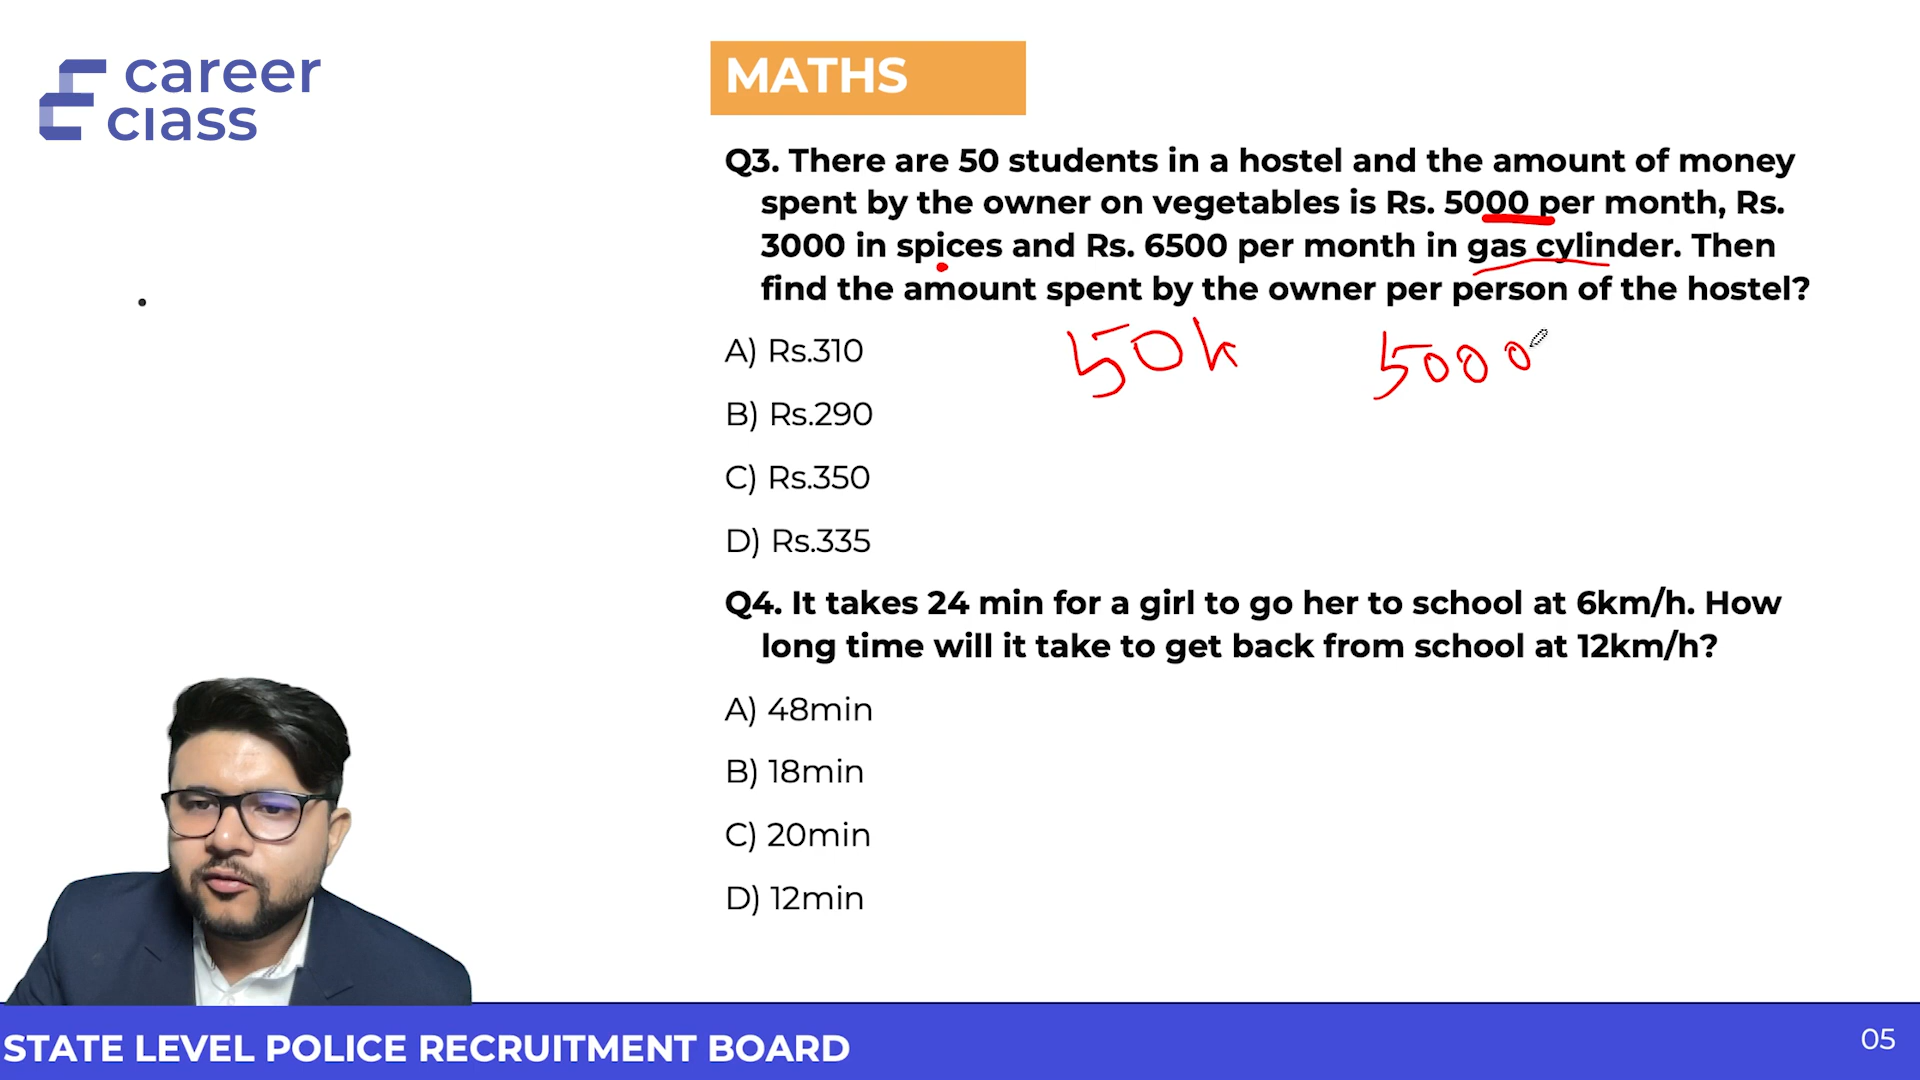 career
class
MATHS
Q3. There are 50 students in a hostel and the amount of money
spent by the owner on vegetables is Rs. 5000 per month, Rs.
3000 in spices and Rs. 6500 per month in gas cylinder. Then
find the amount spent by the owner per person of the hostel?
A) Rs.310
50h 5000
B) Rs.290
C) Rs.350
D) Rs.335
Q4. It takes 24 min for a girl to go her to school at 6km/h. How
long time will it take to get back from school at 12km/h?
A) 48min
B) 18min
C) 20min
D) 12min
STATE LEVEL POLICE RECRUITMENT BOARD
05